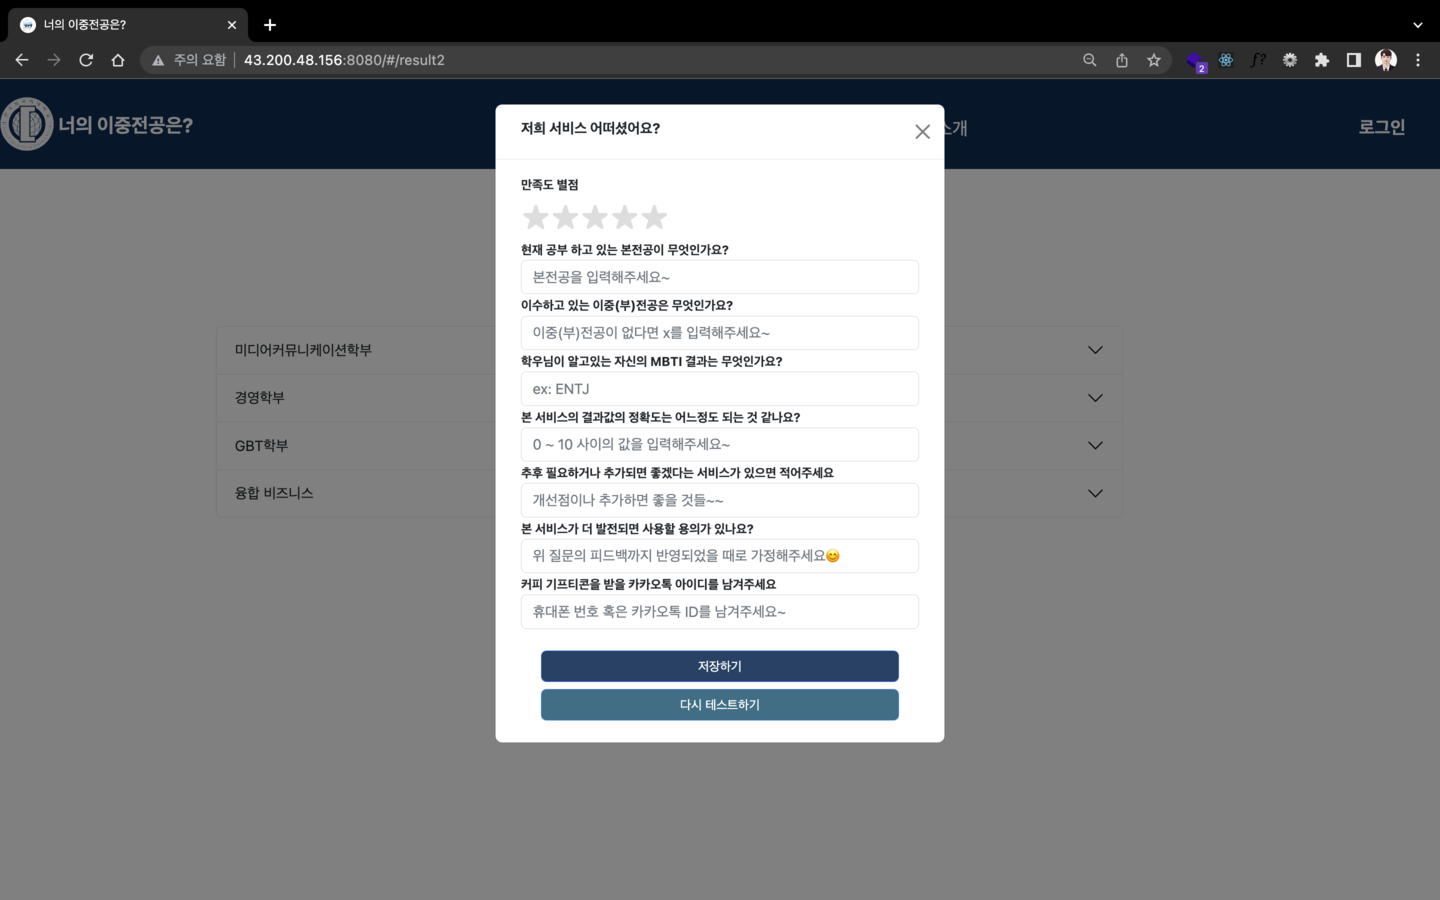 너의 이중전공은?
주의 요함
43.200.48.156:8080/#/result2
f?
2
너의 이중전공은?
소개
로그인
저희 서비스 어떠셨어요?
만족도 별점
현재 공부 하고 있는 본전공이 무엇인가요?
본전공을 입력해주세요~
이수하고 있는 이중(부)전공은 무엇인가요?
이중(부)전공이 없다면 x를 입력해주세요~
학우님이 알고있는 자신의 MBTI 결과는 무엇인가요?
ex: ENTJ
본 서비스의 결과값의 정확도는 어느정도 되는 것 같나요?
0 ~ 10 사이의 값을 입력해주세요~
추후 필요하거나 추가되면 좋겠다는 서비스가 있으면 적어주세요
개선점이나 추가하면 좋을 것들~~
본 서비스가 더 발전되면 사용할 용의가 있나요?
위 질문의 피드백까지 반영되었을 때로 가정해주세요😊
커피 기프티콘을 받을 카카오톡 아이디를 남겨주세요
휴대폰 번호 혹은 카카오톡 ID를 남겨주세요~
저장하기
다시 테스트하기
미디어커뮤니케이션학부
경영학부
GBT학부
융합 비즈니스